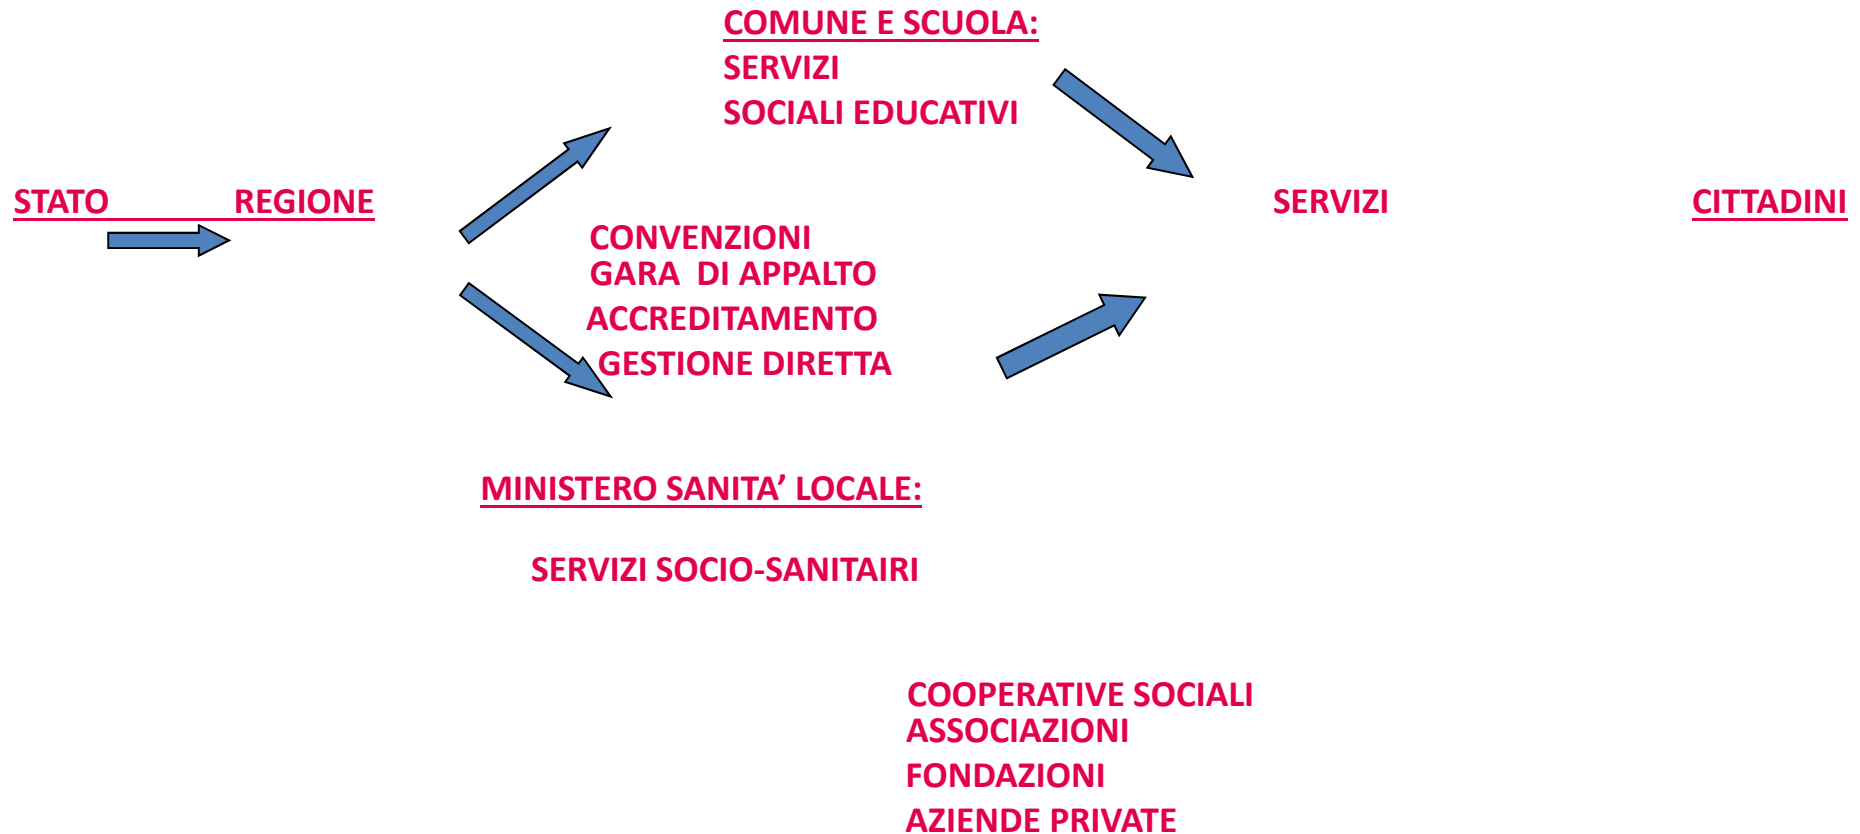 COMUNE E SCUOLA:
SERVIZI
SOCIALI EDUCATIVI
STATO REGIONE
SERVIZI
CITTADINI
CONVENZIONI
GARA DI APPALTO
ACCREDITAMENTO
GESTIONE DIRETTA
MINISTERO SANITA’ LOCALE:
SERVIZI SOCIO-SANITAIRI
COOPERATIVE SOCIALI
ASSOCIAZIONI
FONDAZIONI
AZIENDE PRIVATE